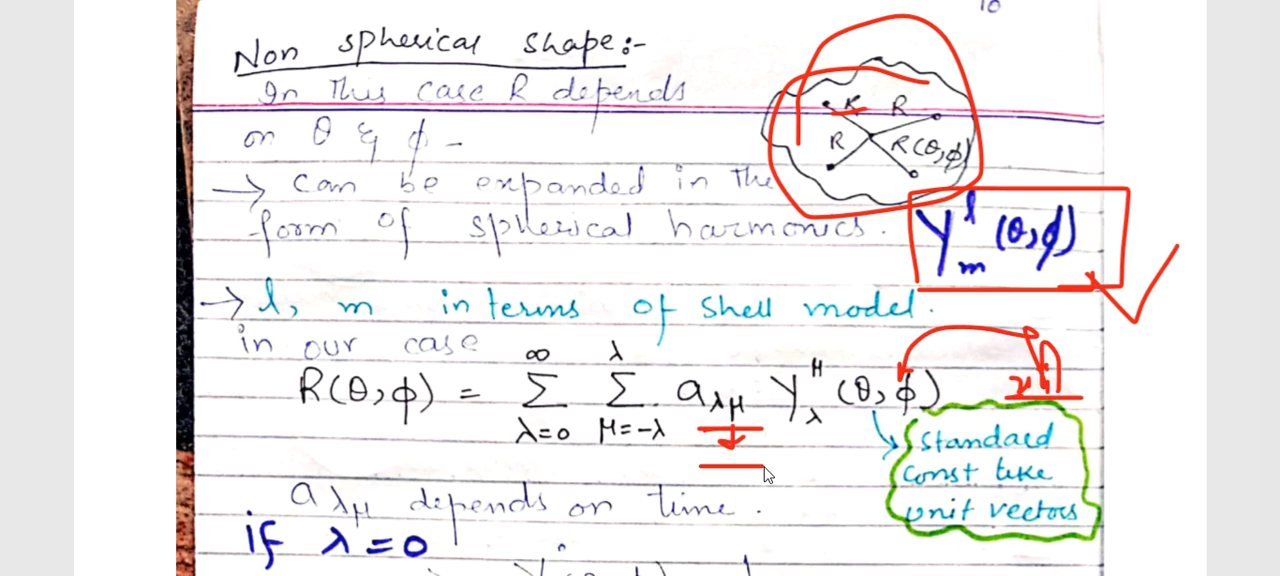 10
Non spherical shape:-
In this case R depends
on θ & φ -
→ can be expanded in the
form of spherical harmonics.
R R
R R(θ,φ)
Y^l_m (θ,φ)
→ l, m in terms of shell model.
in our case
R(θ,φ) = ∑_{λ=0}^{∞} ∑_{μ=-λ}^{λ} a_{λμ} Y_λ^μ (θ,φ)
Standard
const like
unit vectors
a_{λμ} depends on time.
if λ=0